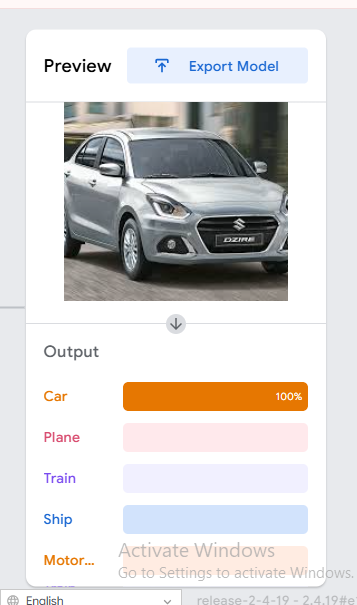 Preview
Export Model
DZIRE
Output
Car
100%
Plane
Train
Ship
Motor...
Activate Windows
Go to Settings to activate Windows.
English
release-2-4-19 - 2.4.19#e